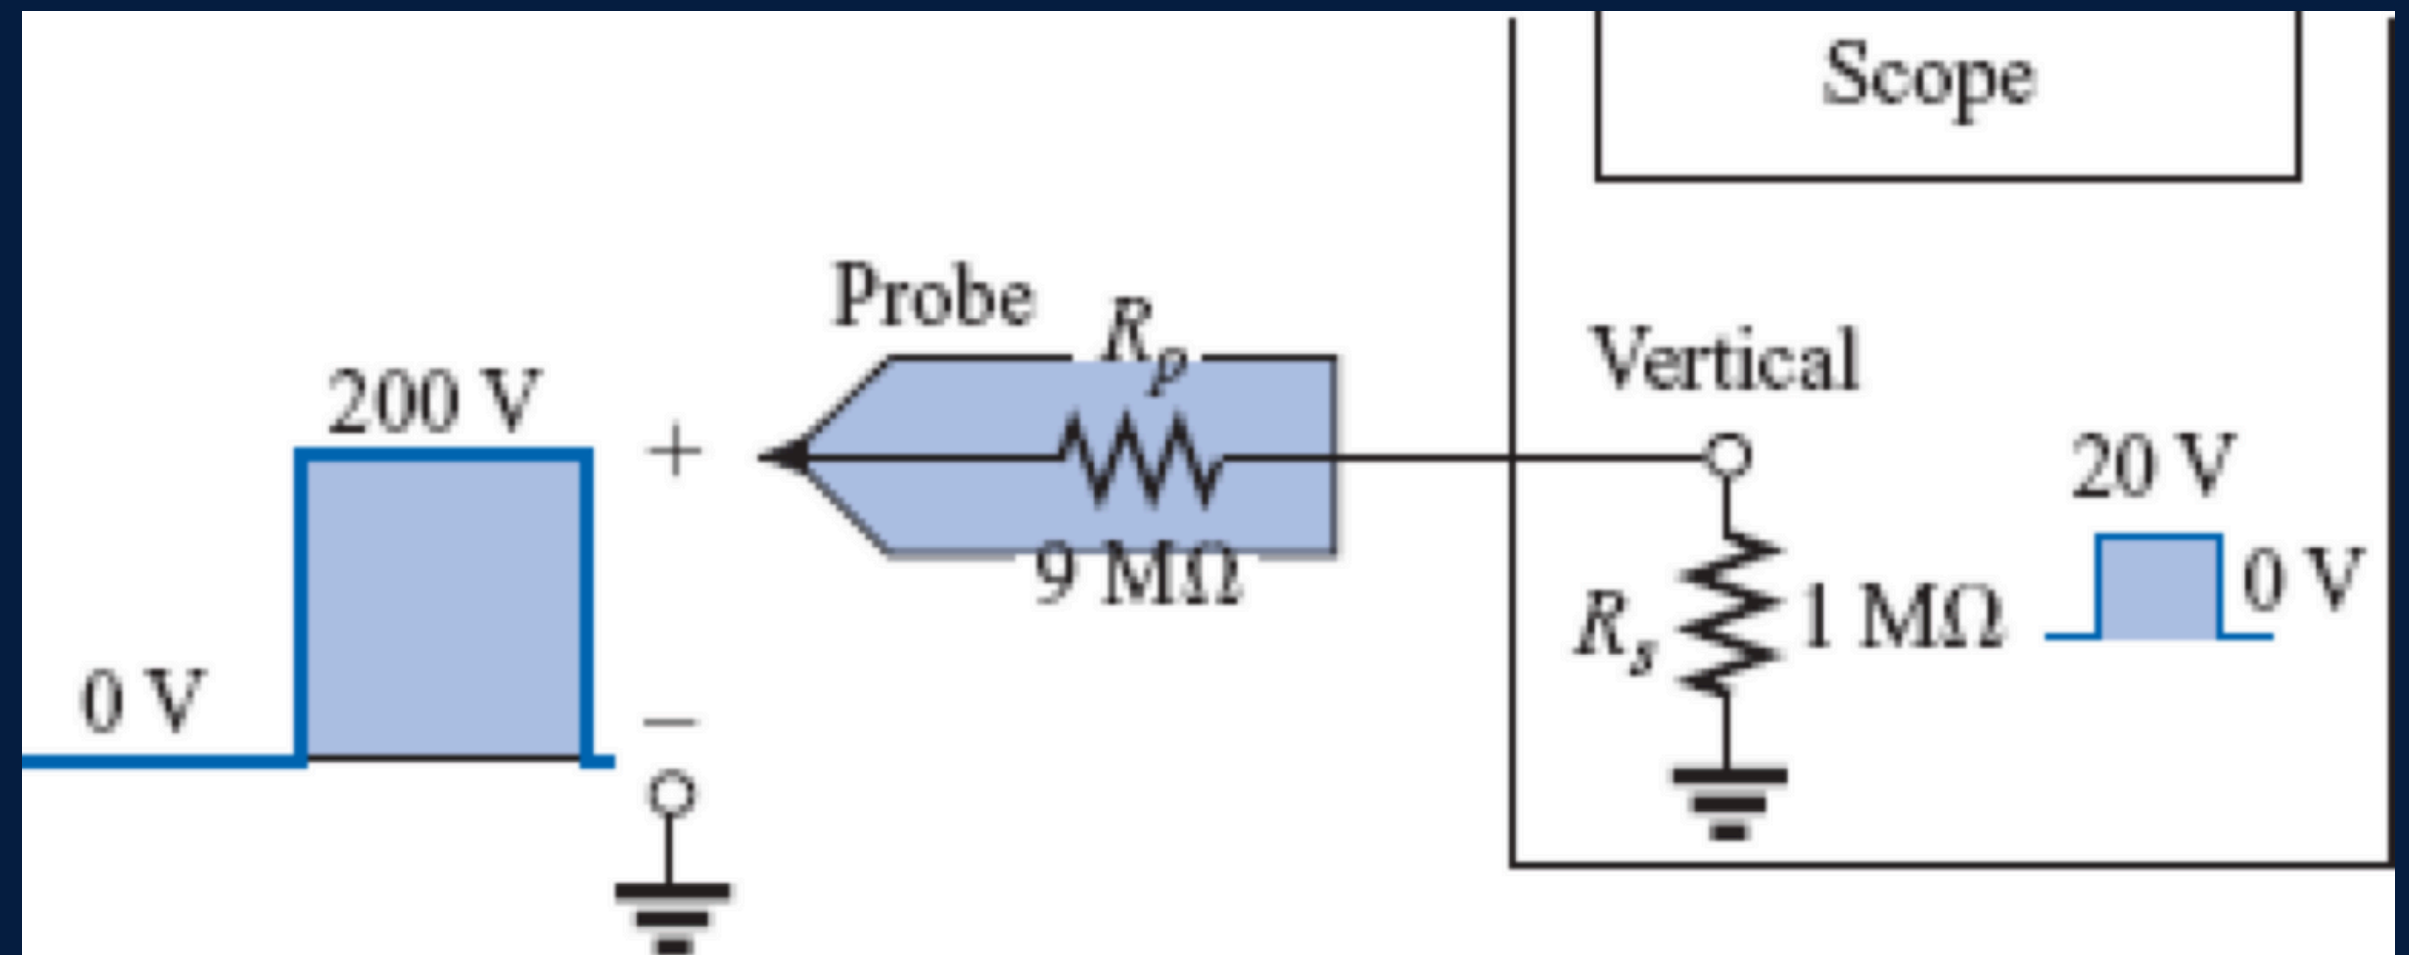 Scope
Probe
Rp
Vertical
200 V
+
20 V
9 MΩ
0 V
Rs
1 MΩ
0 V
−